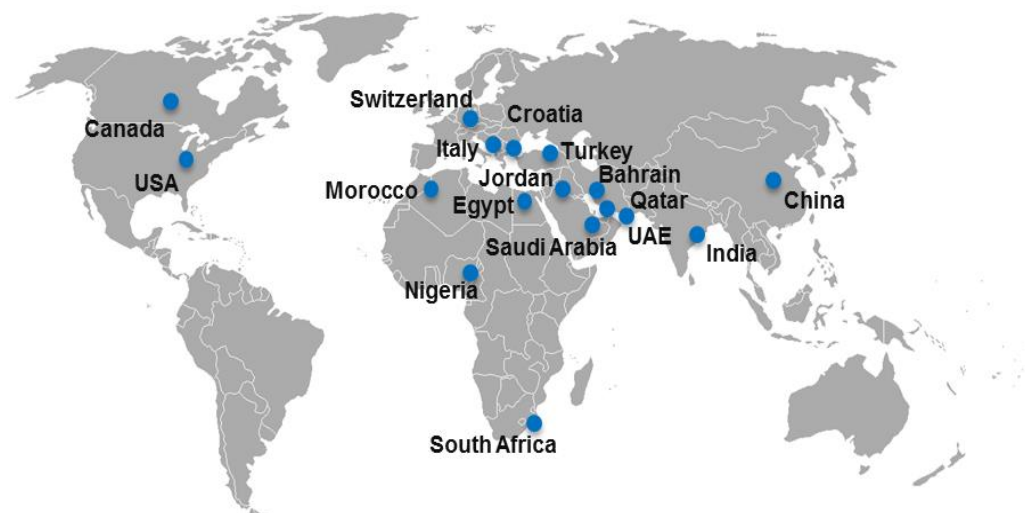 Switzerland
Croatia
Canada
Italy
Turkey
USA
Morocco
Jordan
Bahrain
Egypt
Qatar
China
UAE
Saudi Arabia
India
Nigeria
South Africa